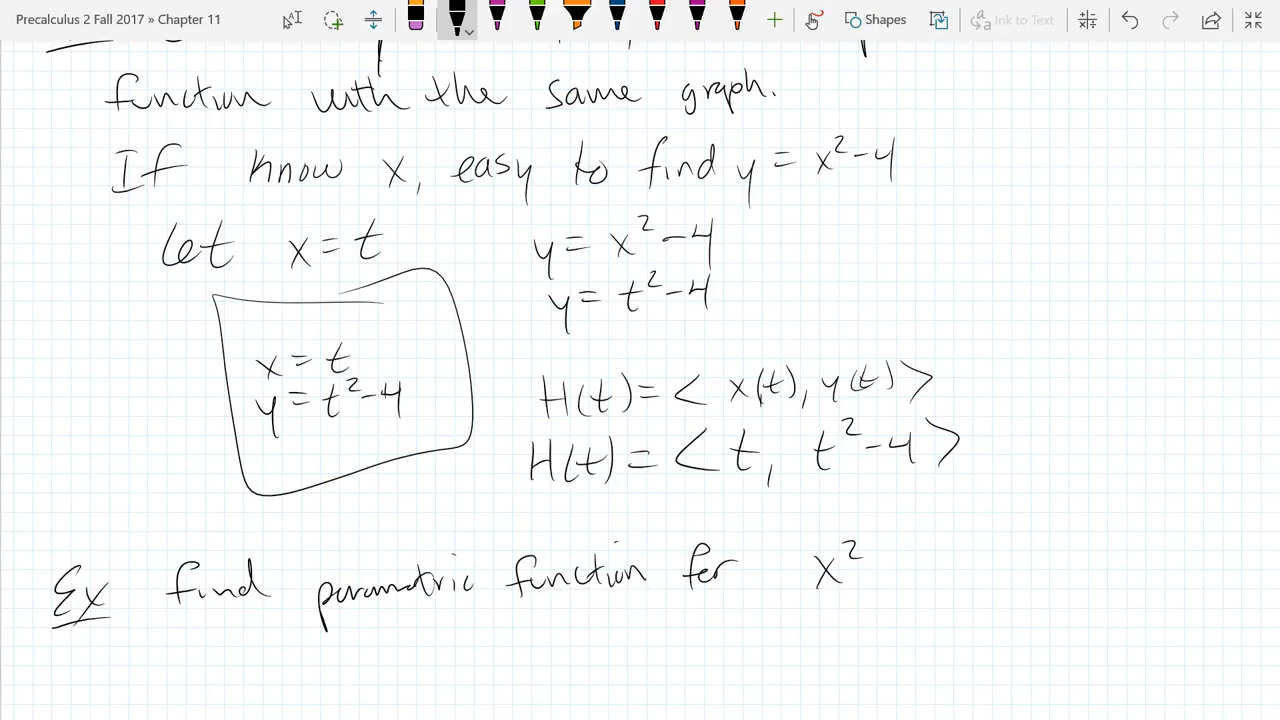 Precalculus 2 Fall 2017 » Chapter 11
Shapes
Ink to Text
function with the same graph.
If know x, easy to find y = x² - 4
Let x = t
y = x² - 4
y = t² - 4
x = t
y = t² - 4
H(t) = < x(t), y(t) >
H(t) = < t, t² - 4 >
Ex find parametric function for x²